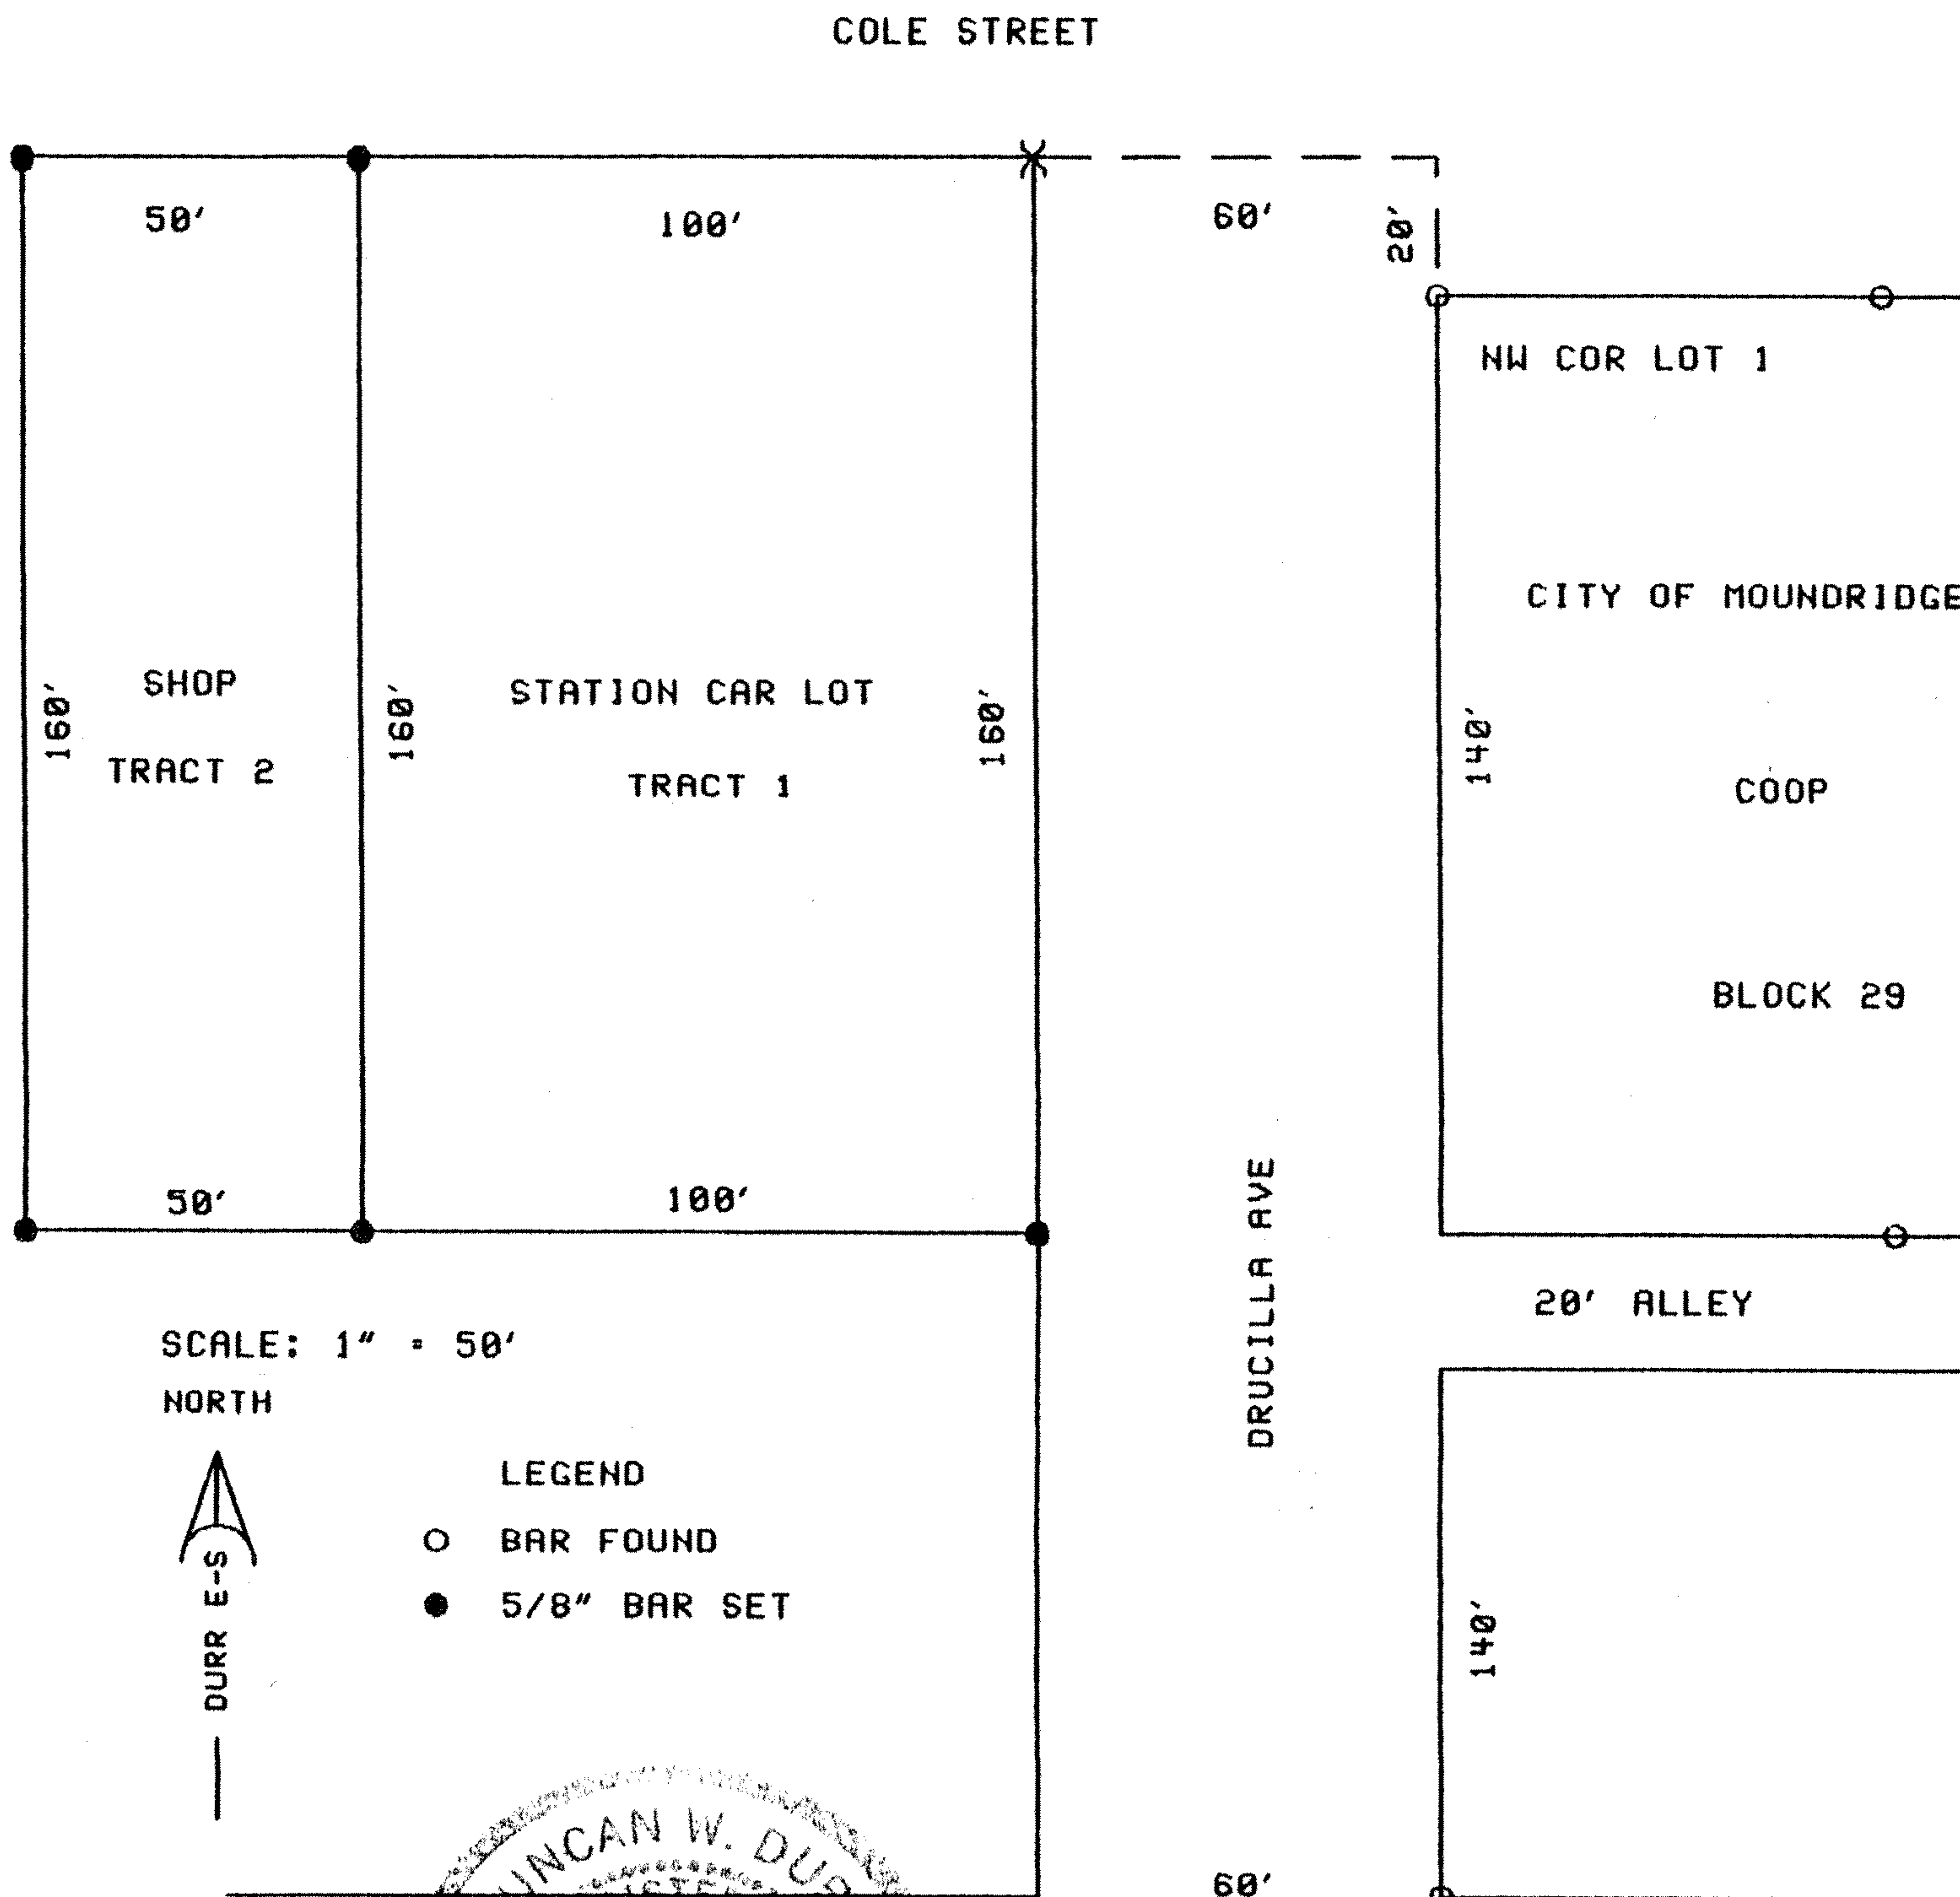 COLE STREET
50'
100'
60'
20'
NW COR LOT 1
CITY OF MOUNDRIDGE
SHOP
TRACT 2
160'
160'
STATION CAR LOT
TRACT 1
160'
140'
COOP
BLOCK 29
50'
100'
DRUCILLA AVE
20' ALLEY
SCALE: 1" = 50'
NORTH
DURR E-S
LEGEND
BAR FOUND
5/8" BAR SET
140'
UNCAN W. DUR
60'